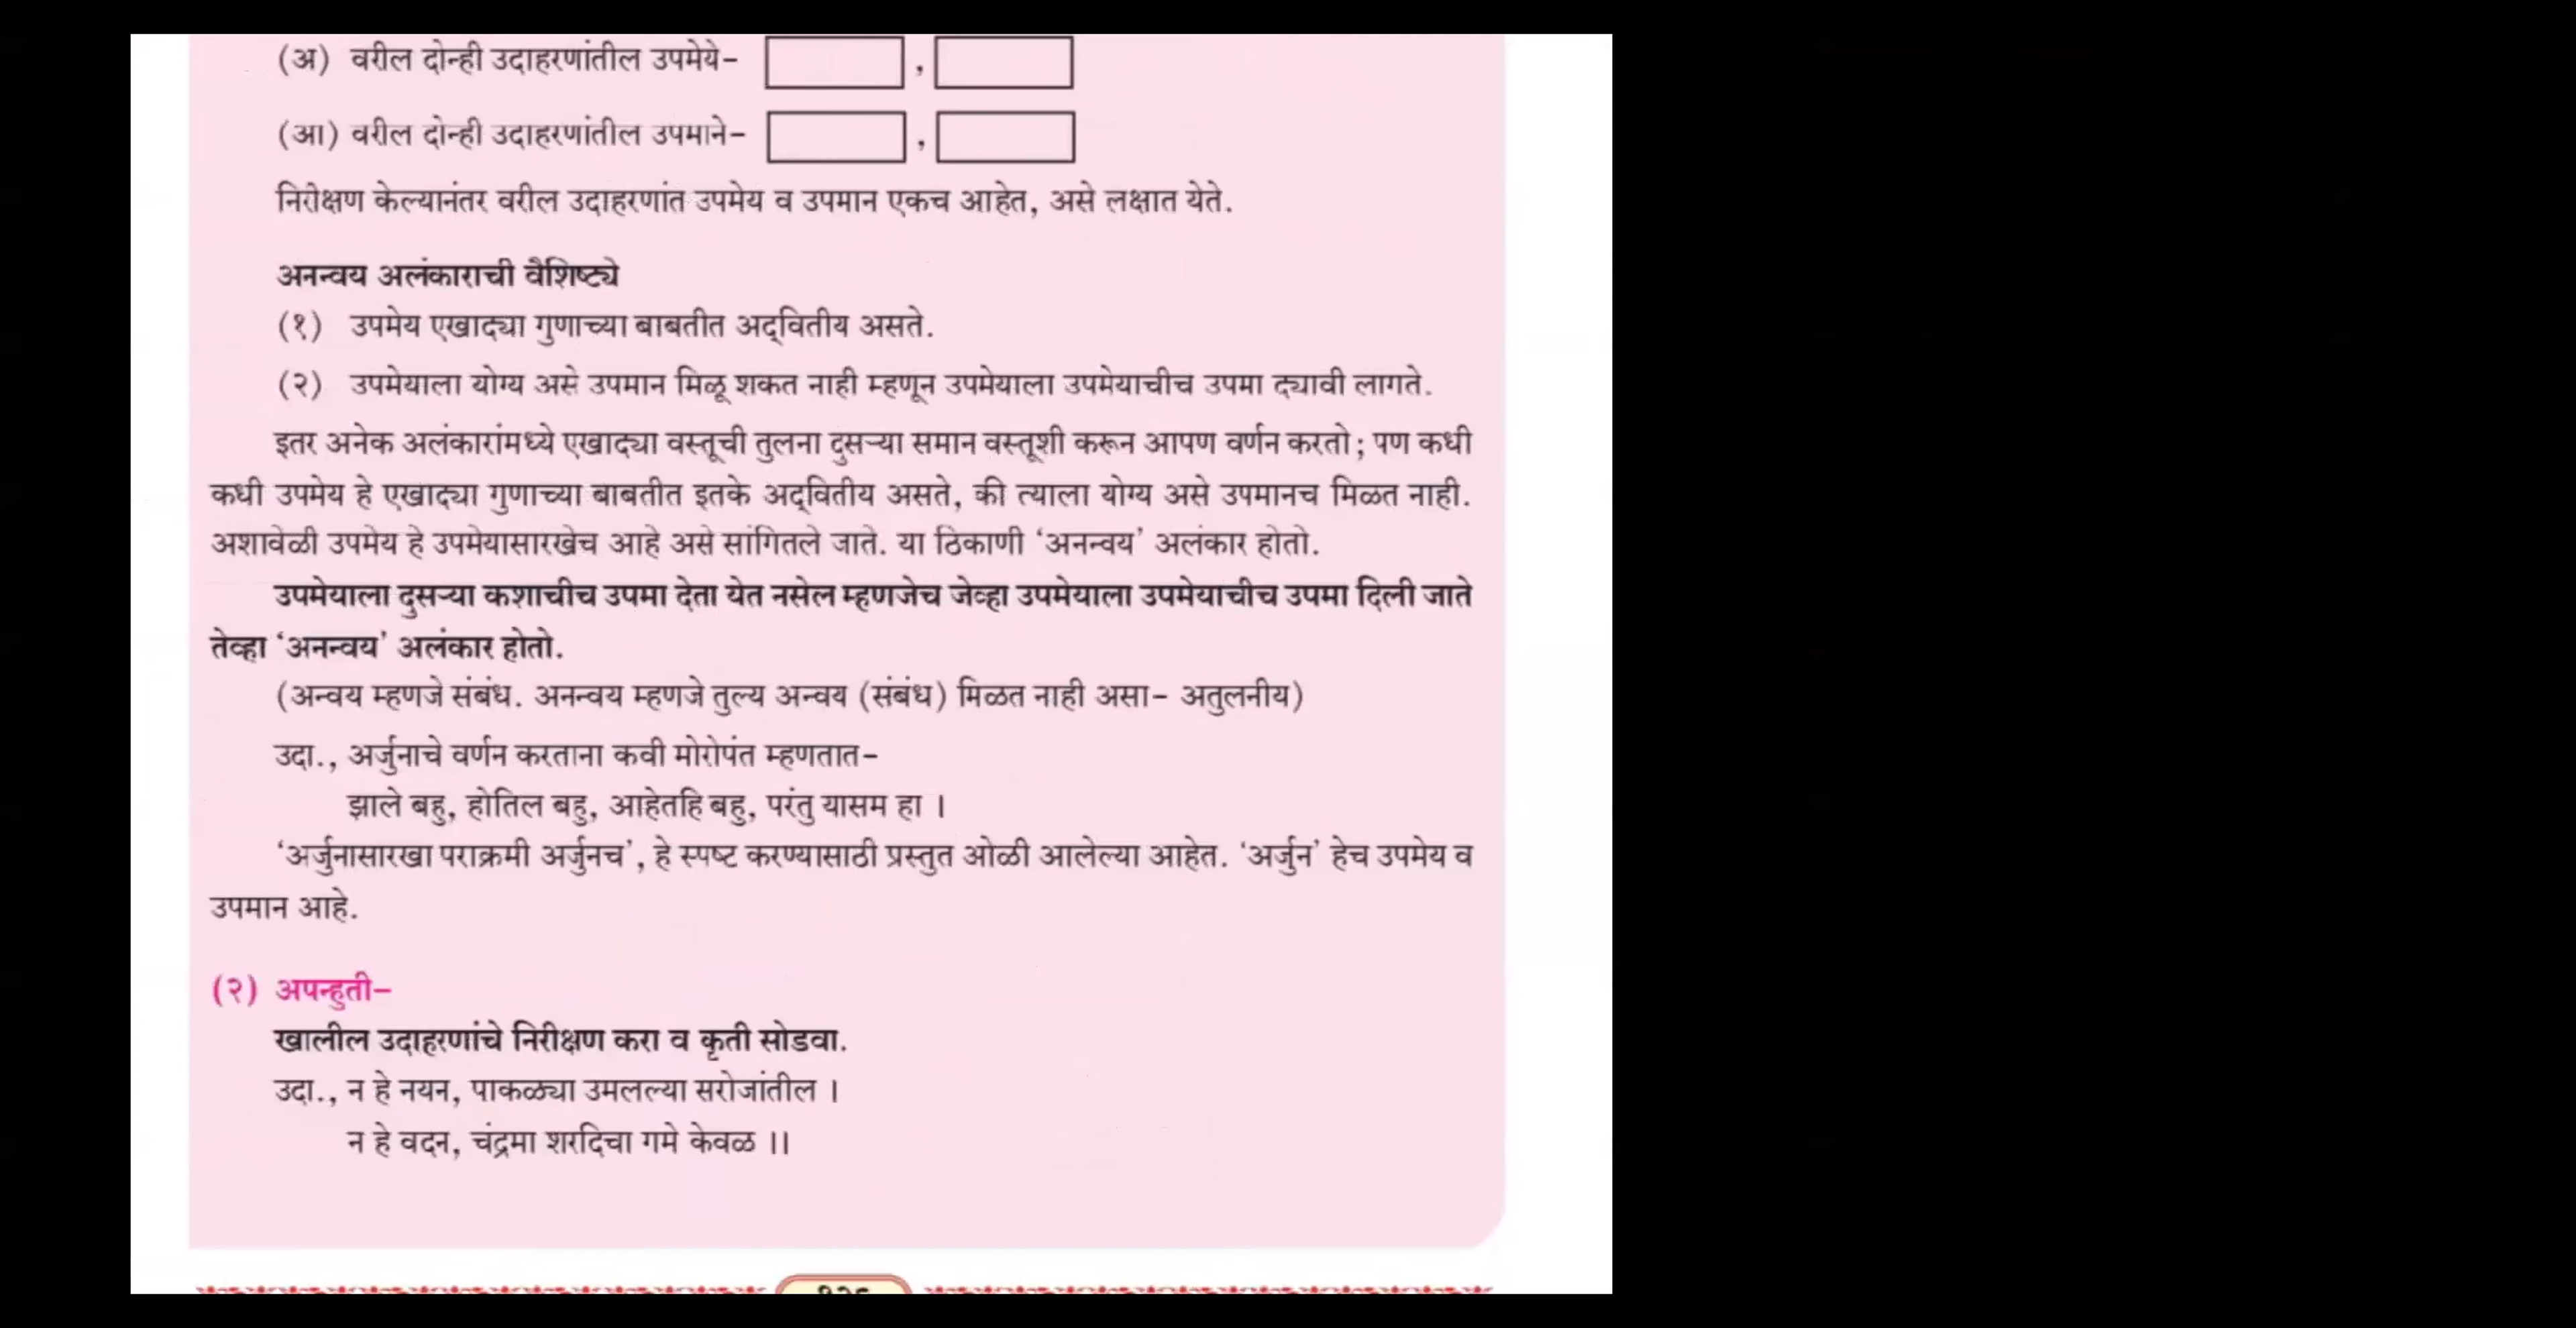 (अ) वरील दोन्ही उदाहरणांतील उपमेये- ,
(आ) वरील दोन्ही उदाहरणांतील उपमाने- ,
निरीक्षण केल्यानंतर वरील उदाहरणांत उपमेय व उपमान एकच आहेत, असे लक्षात येते.
अनन्वय अलंकाराची वैशिष्ट्ये
(१) उपमेय एखाद्या गुणाच्या बाबतीत अद्‌वितीय असते.
(२) उपमेयाला योग्य असे उपमान मिळू शकत नाही म्हणून उपमेयाला उपमेयाचीच उपमा द्यावी लागते.
इतर अनेक अलंकारांमध्ये एखाद्या वस्तूची तुलना दुसऱ्या समान वस्तूशी करून आपण वर्णन करतो; पण कधी
कधी उपमेय हे एखाद्या गुणाच्या बाबतीत इतके अद्‌वितीय असते, की त्याला योग्य असे उपमानच मिळत नाही.
अशावेळी उपमेय हे उपमेयासारखेच आहे असे सांगितले जाते. या ठिकाणी ‘अनन्वय’ अलंकार होतो.
उपमेयाला दुसऱ्या कशाचीच उपमा देता येत नसेल म्हणजेच जेव्हा उपमेयाला उपमेयाचीच उपमा दिली जाते
तेव्हा ‘अनन्वय’ अलंकार होतो.
(अन्वय म्हणजे संबंध. अनन्वय म्हणजे तुल्य अन्वय (संबंध) मिळत नाही असा- अतुलनीय)
उदा., अर्जुनाचे वर्णन करताना कवी मोरोपंत म्हणतात-
झाले बहु, होतिल बहु, आहेतहि बहु, परंतु यासम हा ।
‘अर्जुनासारखा पराक्रमी अर्जुनच’, हे स्पष्ट करण्यासाठी प्रस्तुत ओळी आलेल्या आहेत. ‘अर्जुन’ हेच उपमेय व
उपमान आहे.
(२) अपन्हुती-
खालील उदाहरणांचे निरीक्षण करा व कृती सोडवा.
उदा., न हे नयन, पाकळ्या उमलल्या सरोजांतील ।
न हे वदन, चंद्रमा शरदिचा गमे केवळ ।।